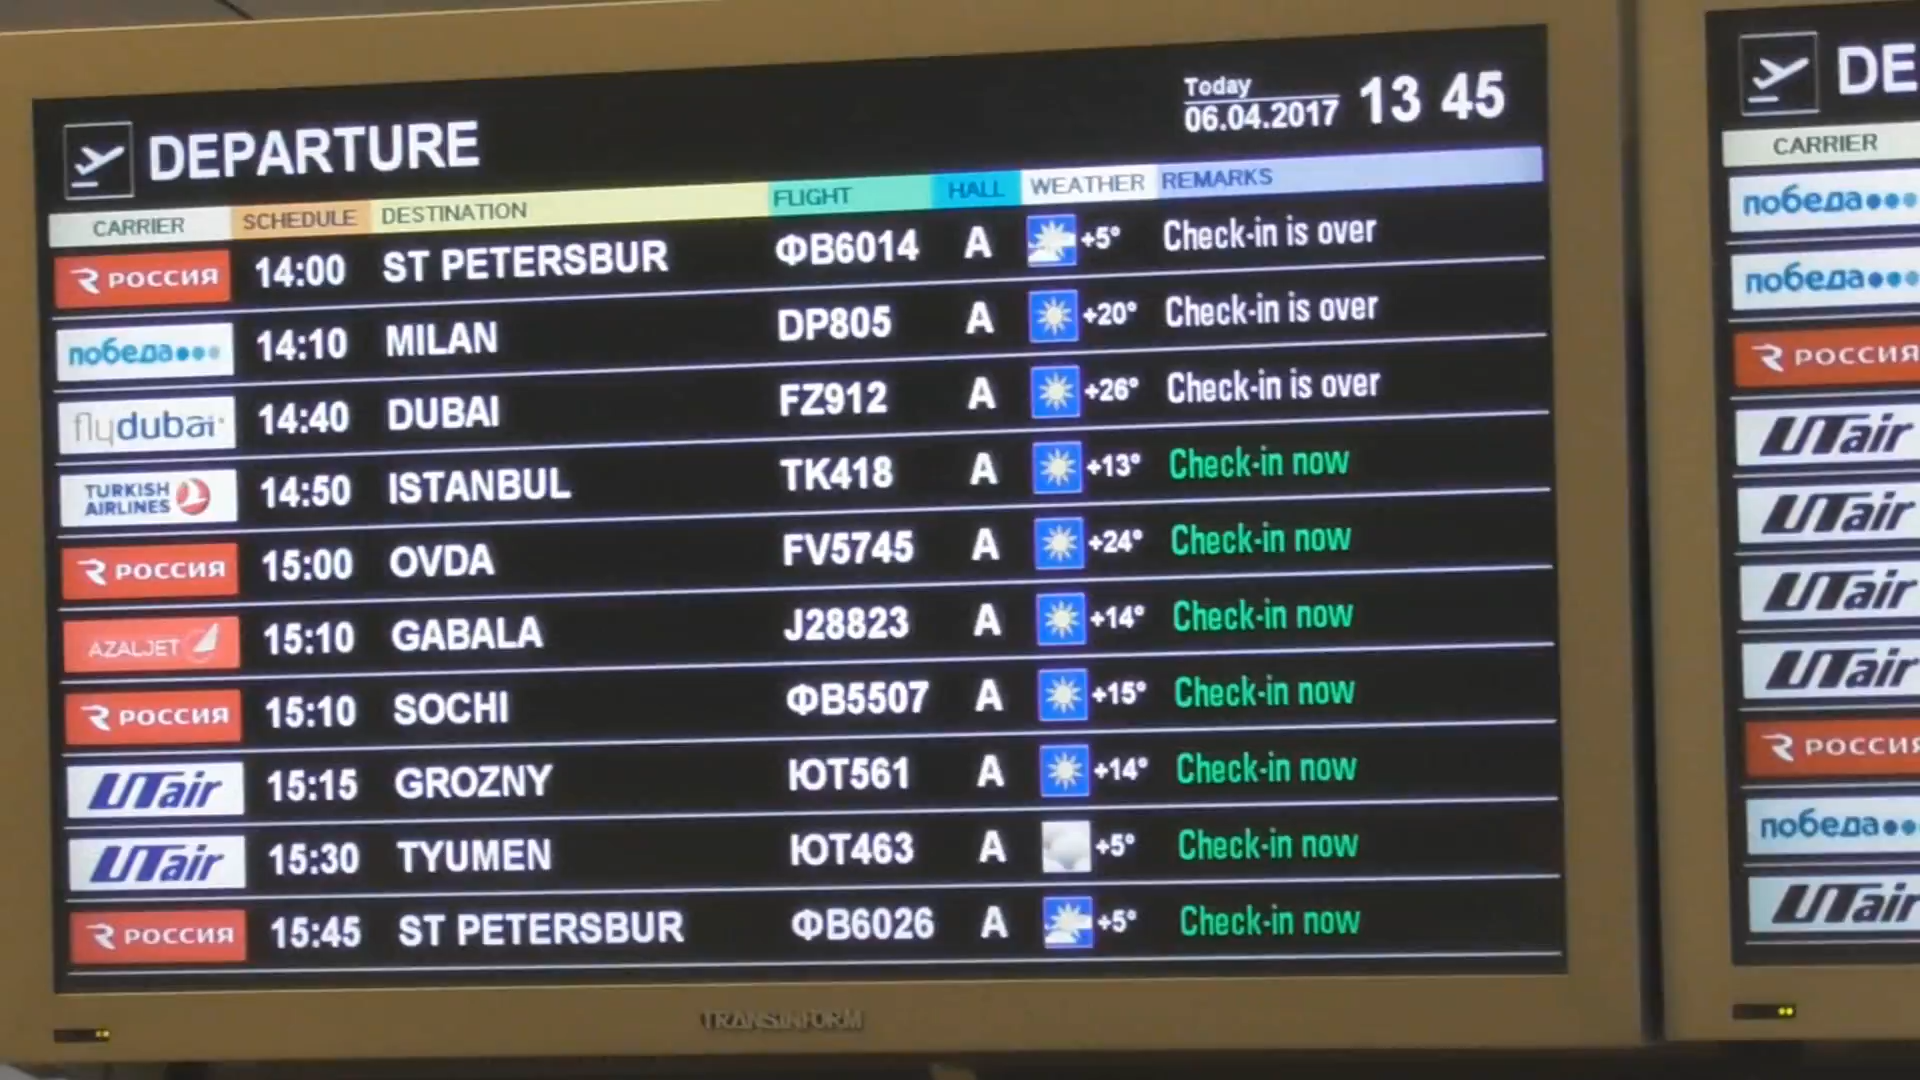 DEPARTURE Today 06.04.2017 13 45
CARRIER SCHEDULE DESTINATION FLIGHT HALL WEATHER REMARKS
РОССИЯ 14:00 ST PETERSBUR ФВ6014 A +5° Check-in is over
победа 14:10 MILAN DP805 A +20° Check-in is over
flydubai 14:40 DUBAI FZ912 A +26° Check-in is over
TURKISH AIRLINES 14:50 ISTANBUL TK418 A +13° Check-in now
РОССИЯ 15:00 OVDA FV5745 A +24° Check-in now
AZALJET 15:10 GABALA J28823 A +14° Check-in now
РОССИЯ 15:10 SOCHI ФВ5507 A +15° Check-in now
UTair 15:15 GROZNY ЮТ561 A +14° Check-in now
UTair 15:30 TYUMEN ЮТ463 A +5° Check-in now
РОССИЯ 15:45 ST PETERSBUR ФВ6026 A +5° Check-in now
TRANSINFORM
DE
CARRIER
победа
победа
РОССИЯ
UTair
UTair
UTair
UTair
РОССИЯ
победа
UTair